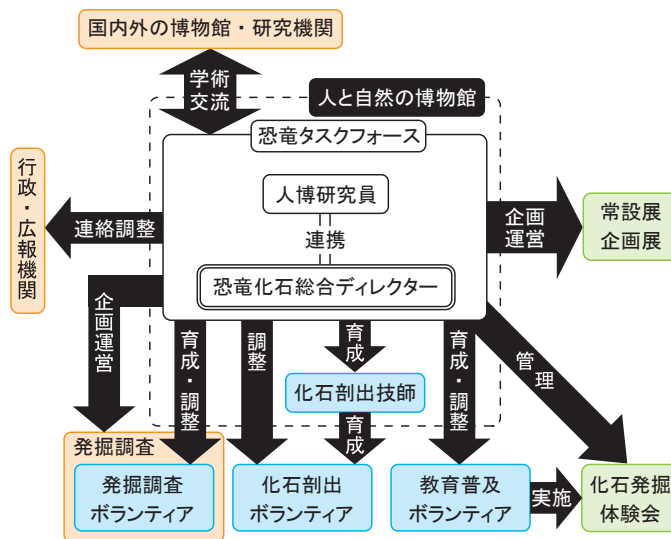 国内外の博物館・研究機関
学術
交流
人と自然の博物館
恐竜タスクフォース
人博研究員
連携
恐竜化石総合ディレクター
行政・広報機関
連絡調整
企画
運営
常設展
企画展
企画運営
育成・調整
調整
育成
育成・調整
管理
化石剖出技師
育成
発掘調査
発掘調査
ボランティア
化石剖出
ボランティア
教育普及
ボランティア
実施
化石発掘
体験会